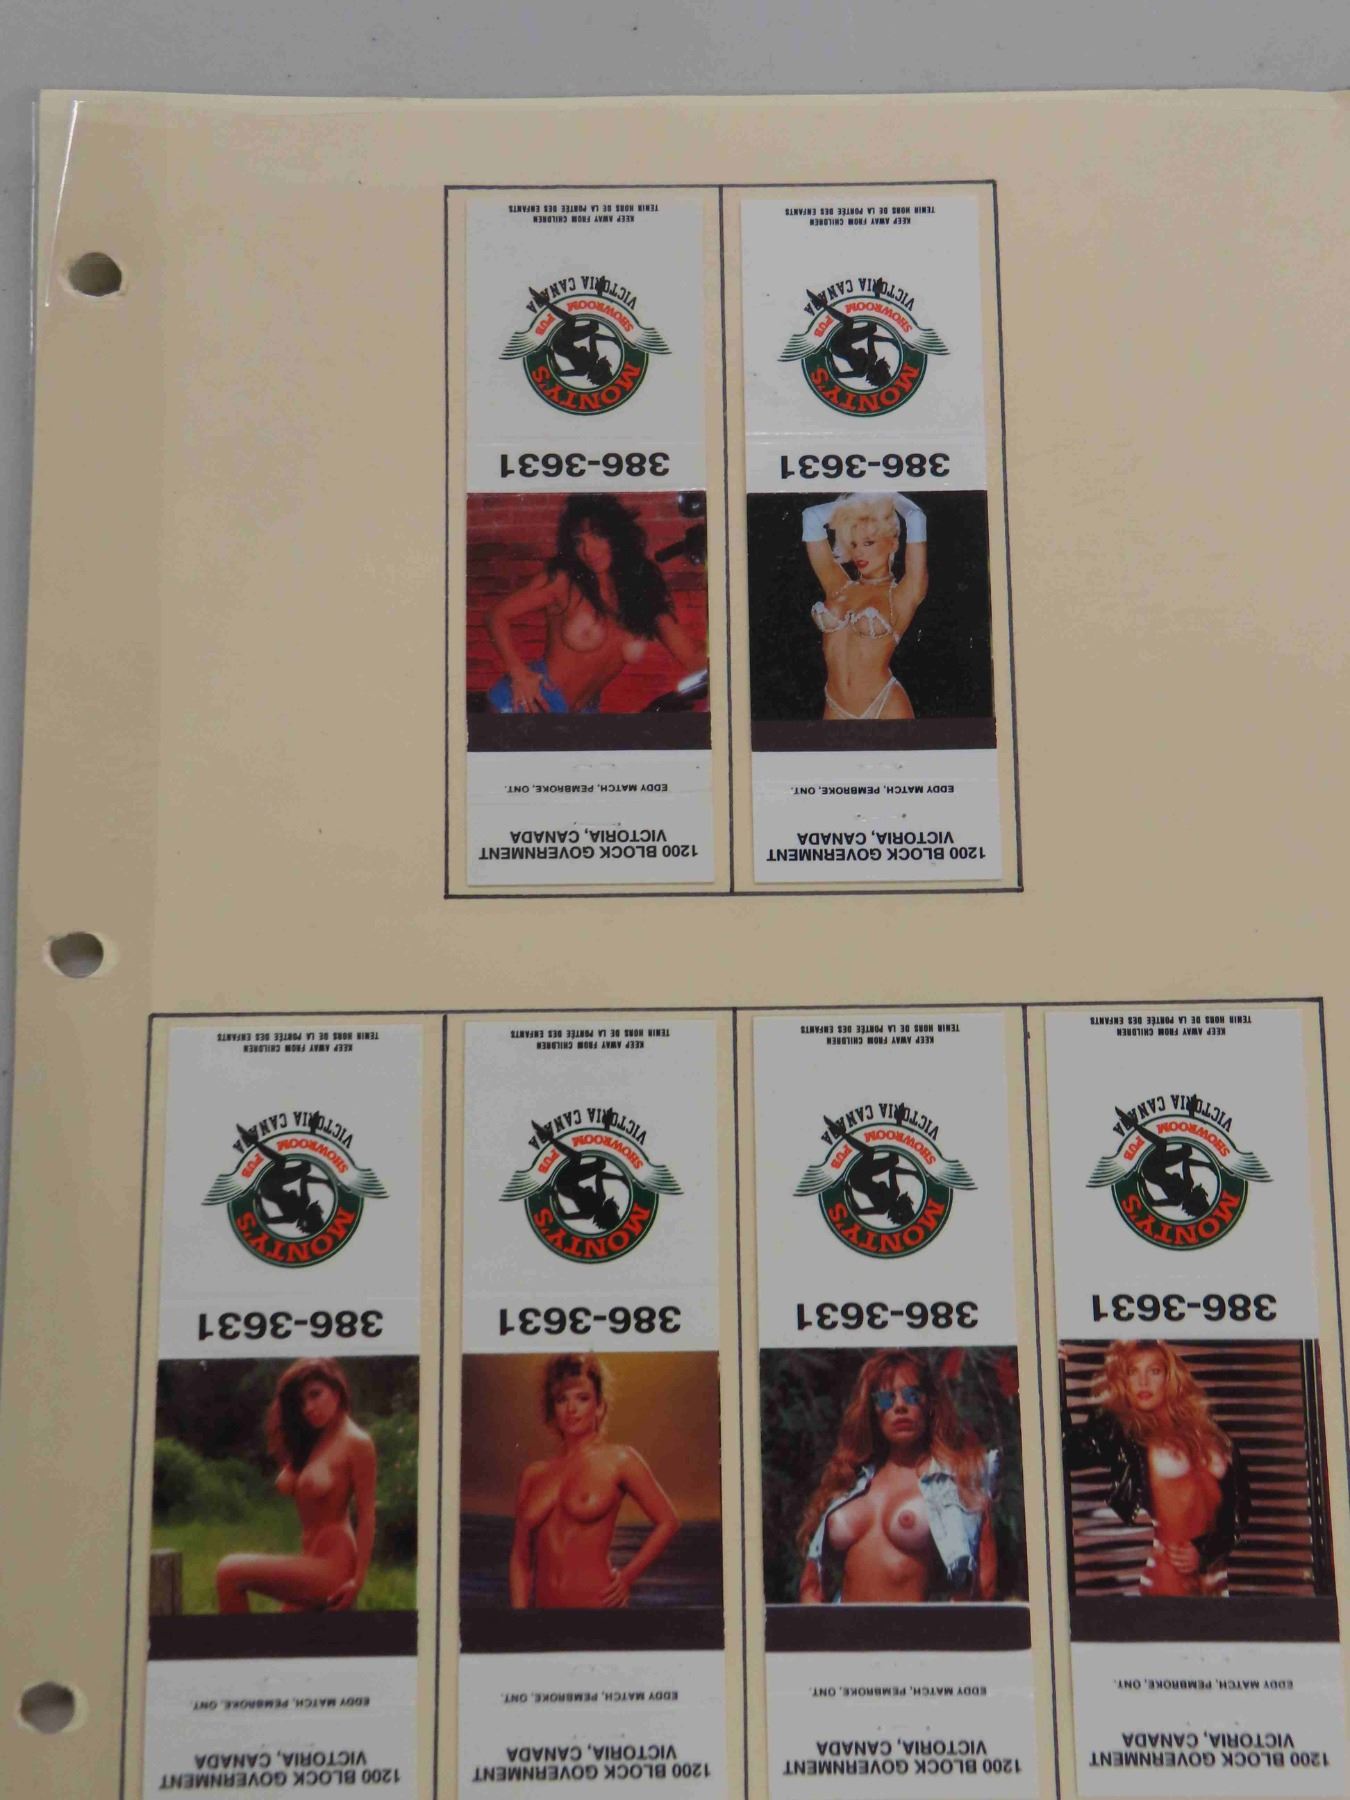 KEEP AWAY FROM CHILDREN
TENIR HORS DE LA PORTÉE DES ENFANTS
MONTY'S
SHOWROOM PUB
VICTORIA CANADA
386-3631
EDDY MATCH, PEMBROKE, ONT.
1200 BLOCK GOVERNMENT
VICTORIA, CANADA
KEEP AWAY FROM CHILDREN
TENIR HORS DE LA PORTÉE DES ENFANTS
MONTY'S
SHOWROOM PUB
VICTORIA CANADA
386-3631
EDDY MATCH, PEMBROKE, ONT.
1200 BLOCK GOVERNMENT
VICTORIA, CANADA
KEEP AWAY FROM CHILDREN
TENIR HORS DE LA PORTÉE DES ENFANTS
MONTY'S
SHOWROOM PUB
VICTORIA CANADA
386-3631
EDDY MATCH, PEMBROKE, ONT.
1200 BLOCK GOVERNMENT
VICTORIA, CANADA
KEEP AWAY FROM CHILDREN
TENIR HORS DE LA PORTÉE DES ENFANTS
MONTY'S
SHOWROOM PUB
VICTORIA CANADA
386-3631
EDDY MATCH, PEMBROKE, ONT.
1200 BLOCK GOVERNMENT
VICTORIA, CANADA
KEEP AWAY FROM CHILDREN
TENIR HORS DE LA PORTÉE DES ENFANTS
MONTY'S
SHOWROOM PUB
VICTORIA CANADA
386-3631
EDDY MATCH, PEMBROKE, ONT.
1200 BLOCK GOVERNMENT
VICTORIA, CANADA
KEEP AWAY FROM CHILDREN
TENIR HORS DE LA PORTÉE DES ENFANTS
MONTY'S
SHOWROOM PUB
VICTORIA CANADA
386-3631
EDDY MATCH, PEMBROKE, ONT.
1200 BLOCK GOVERNMENT
VICTORIA, CANADA